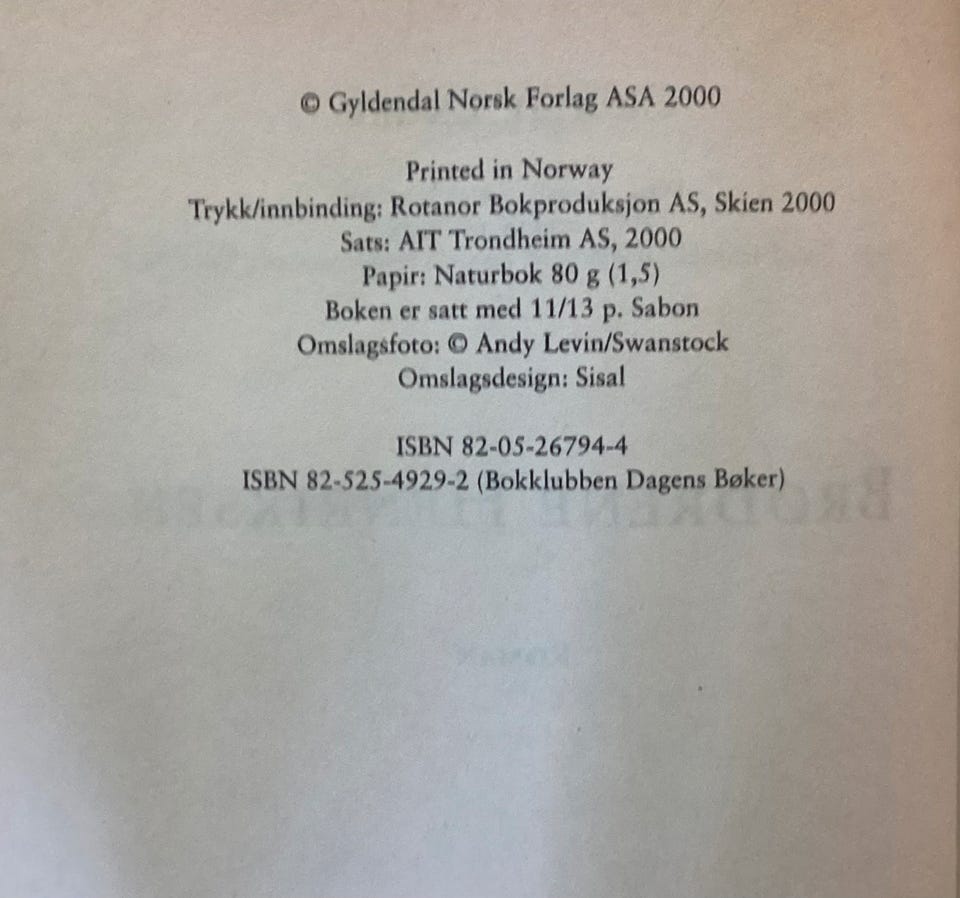 © Gyldendal Norsk Forlag ASA 2000
Printed in Norway
Trykk/innbinding: Rotanor Bokproduksjon AS, Skien 2000
Sats: AIT Trondheim AS, 2000
Papir: Naturbok 80 g (1,5)
Boken er satt med 11/13 p. Sabon
Omslagsfoto: © Andy Levin/Swanstock
Omslagsdesign: Sisal
ISBN 82-05-26794-4
ISBN 82-525-4929-2 (Bokklubben Dagens Bøker)